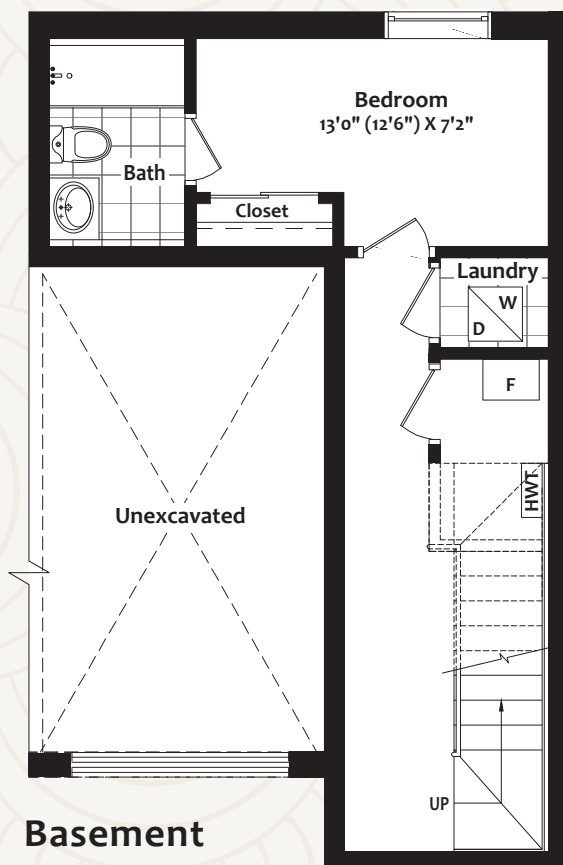 Bedroom
13'0" (12'6") X 7'2"
Bath
Closet
Laundry
W
D
F
HWT
Unexcavated
UP
Basement